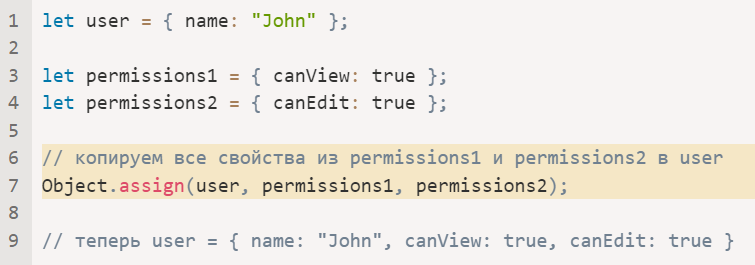 1 let user = { name: "John" };
2
3 let permissions1 = { canView: true };
4 let permissions2 = { canEdit: true };
5
6 // копируем все свойства из permissions1 и permissions2 в user
7 Object.assign(user, permissions1, permissions2);
8
9 // теперь user = { name: "John", canView: true, canEdit: true }